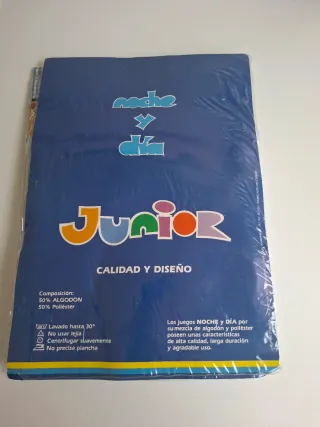 noche
y
día
Junior
CALIDAD Y DISEÑO
Composición:
50% ALGODON
50% Poliéster
Lavado hasta 30°
No usar lejia
Centrifugar suavemente
No precisa plancha
Los juegos NOCHE y DÍA por
su mezcla de algodón y poliéster
poseen unas características
de alta calidad, larga duración
y agradable uso.